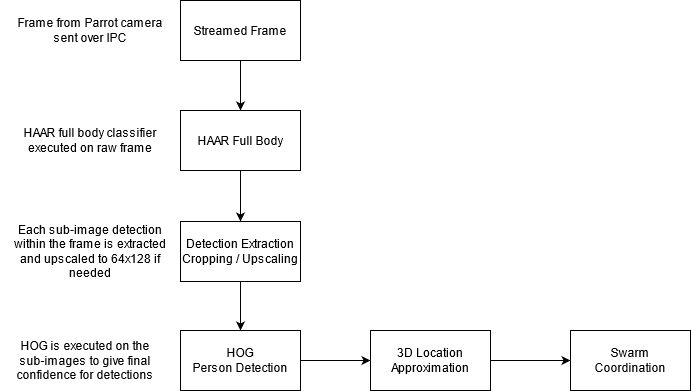 Frame from Parrot camera
sent over IPC
Streamed Frame
HAAR full body classifier
executed on raw frame
HAAR Full Body
Each sub-image detection
within the frame is extracted
and upscaled to 64x128 if
needed
Detection Extraction
Cropping / Upscaling
HOG is executed on the
sub-images to give final
confidence for detections
HOG
Person Detection
3D Location
Approximation
Swarm
Coordination